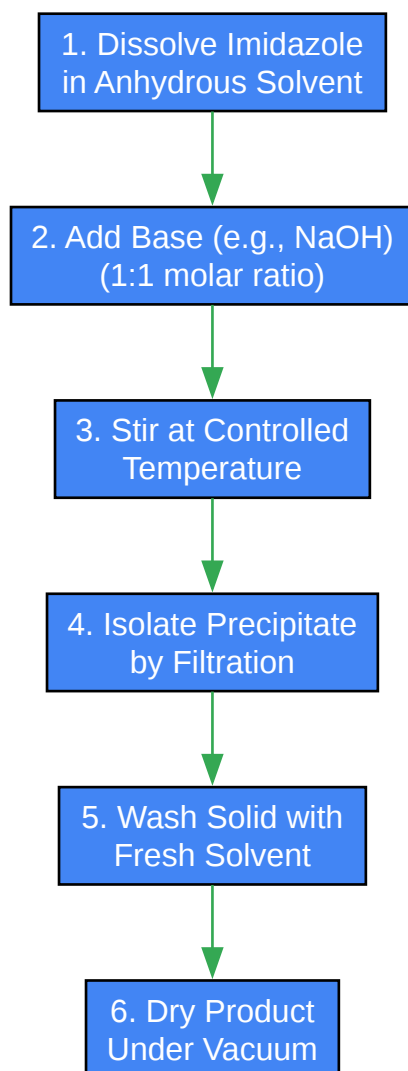 1. Dissolve Imidazole
in Anhydrous Solvent
2. Add Base (e.g., NaOH)
(1:1 molar ratio)
3. Stir at Controlled
Temperature
4. Isolate Precipitate
by Filtration
5. Wash Solid with
Fresh Solvent
6. Dry Product
Under Vacuum